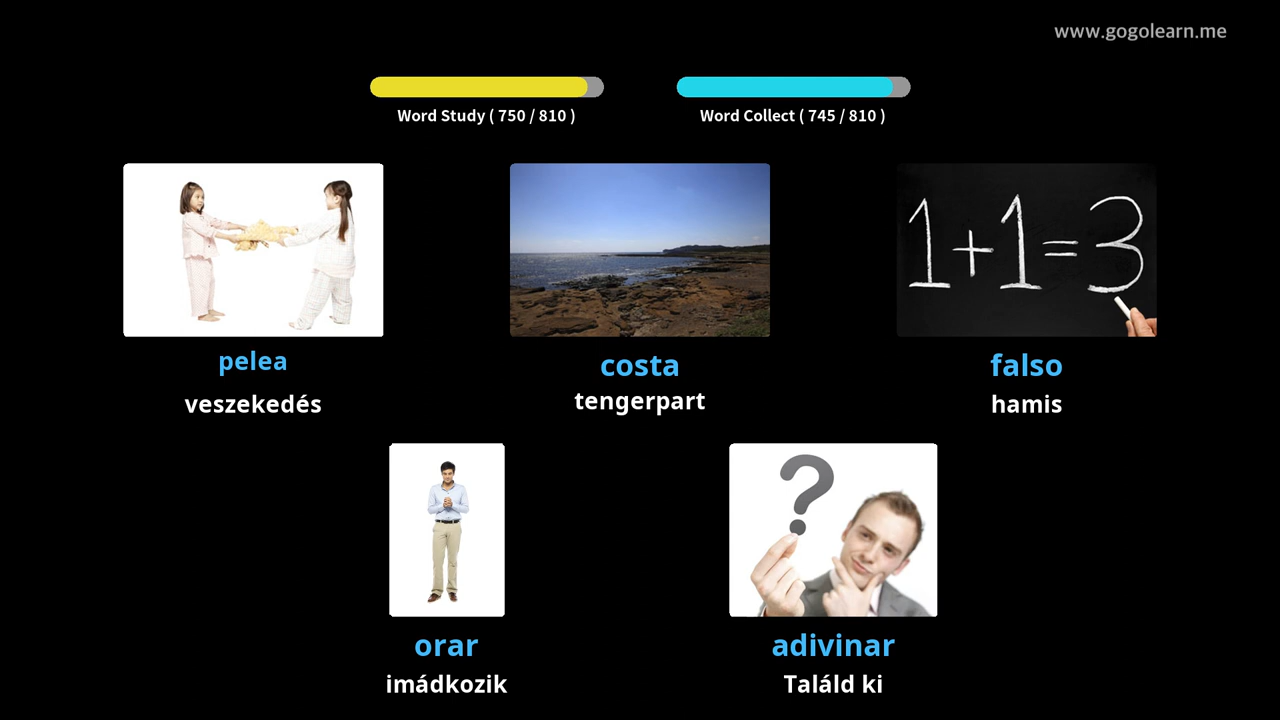 www.gogolearn.me
Word Study ( 750 / 810 )
Word Collect ( 745 / 810 )
1+1=3
pelea
costa
falso
veszekedés
tengerpart
hamis
?
orar
adivinar
imádkozik
Találd ki